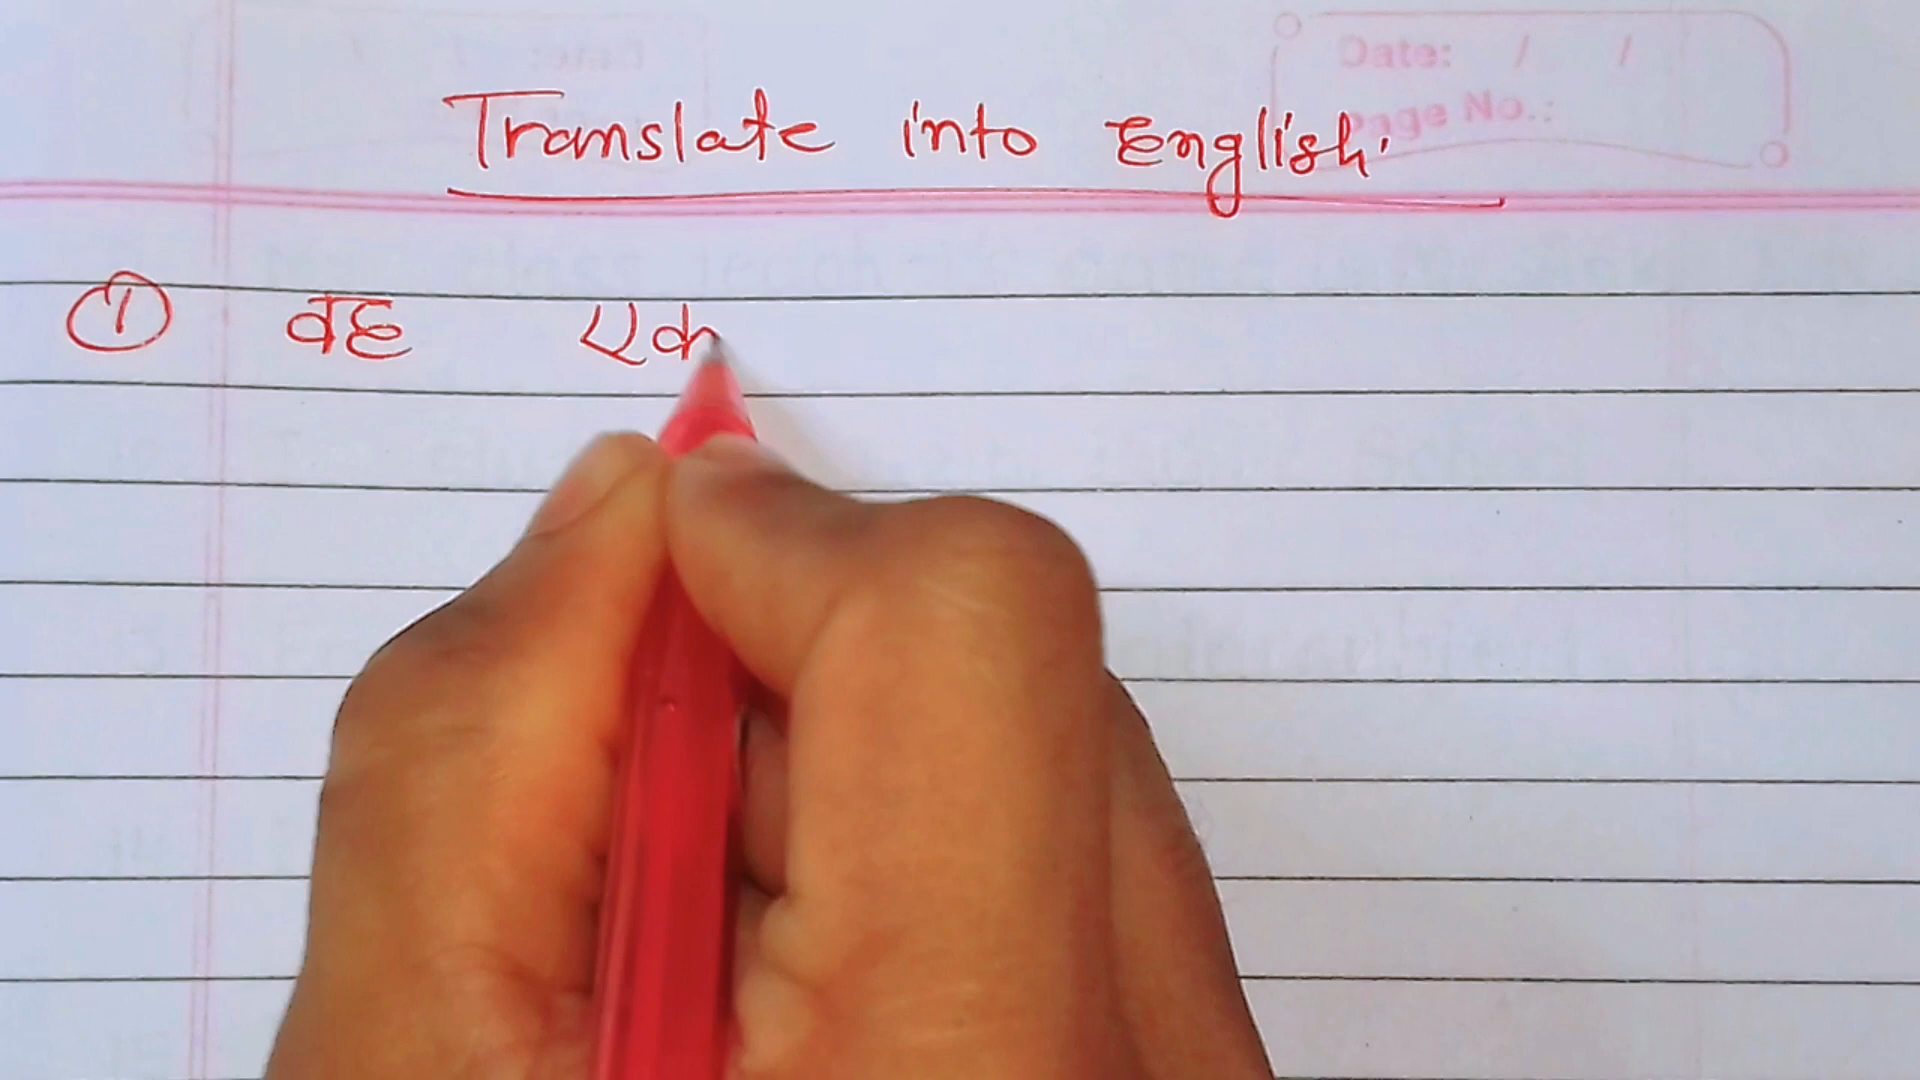 Date: / /
Page No.:
Translate into English.
① वह एक